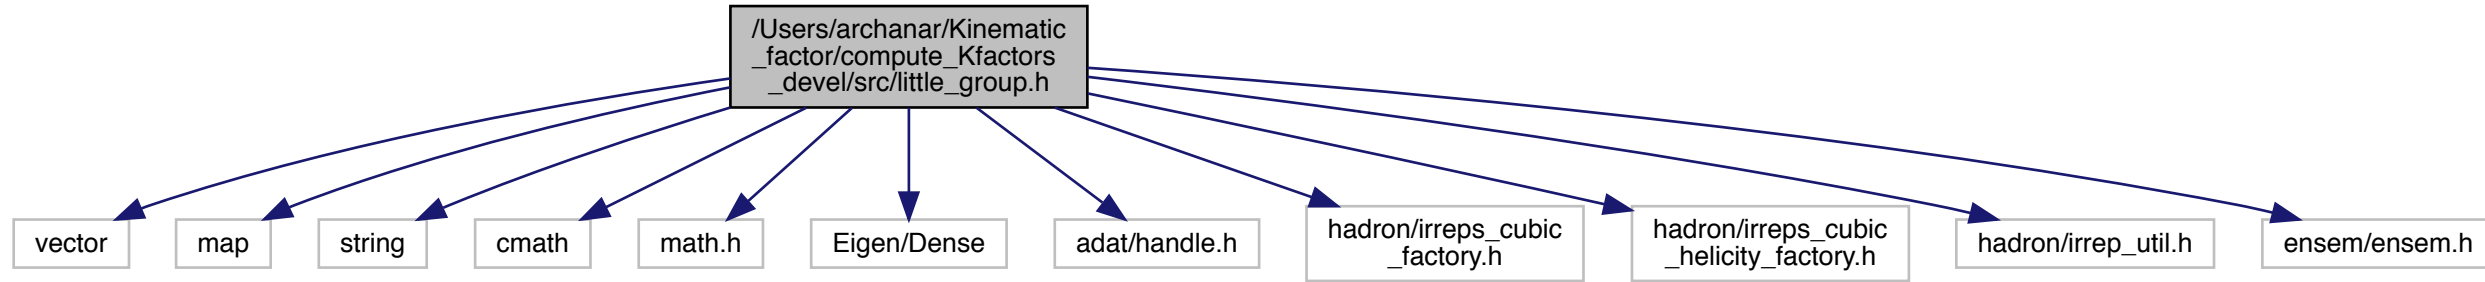 /Users/archanar/Kinematic
_factor/compute_Kfactors
_devel/src/little_group.h
vector
map
string
cmath
math.h
Eigen/Dense
adat/handle.h
hadron/irreps_cubic
_factory.h
hadron/irreps_cubic
_helicity_factory.h
hadron/irrep_util.h
ensem/ensem.h